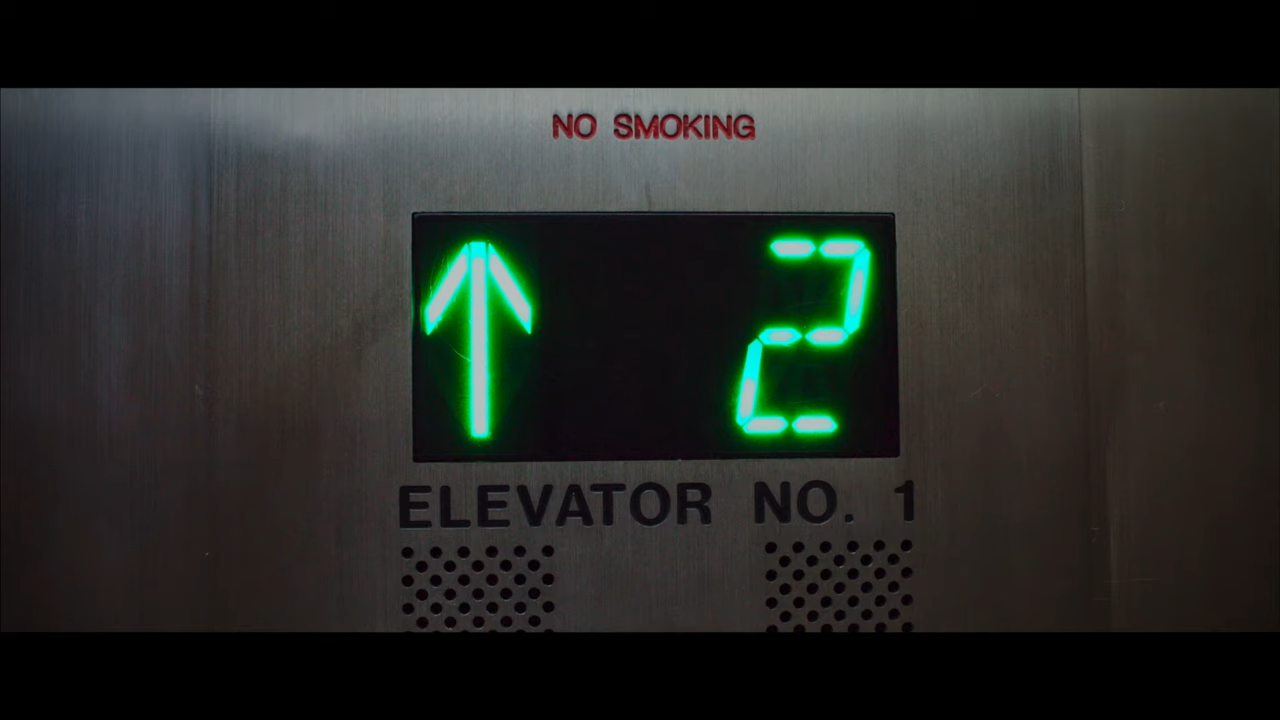 NO SMOKING
↑ 2
ELEVATOR NO. 1